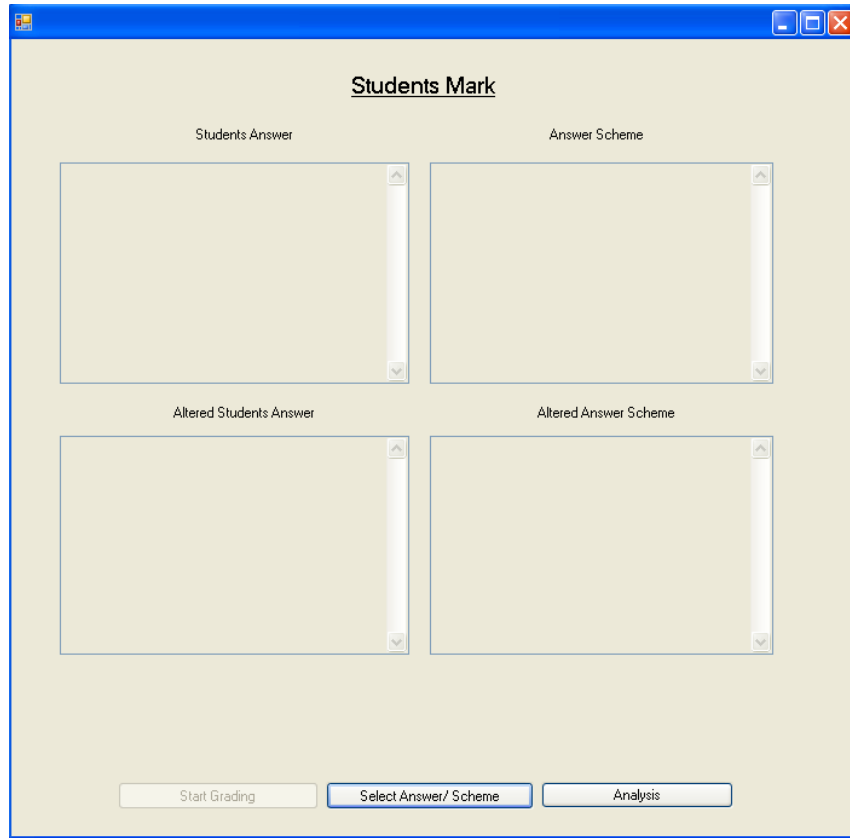 Students Mark
Students Answer
Answer Scheme
Altered Students Answer
Altered Answer Scheme
Start Grading
Select Answer/ Scheme
Analysis